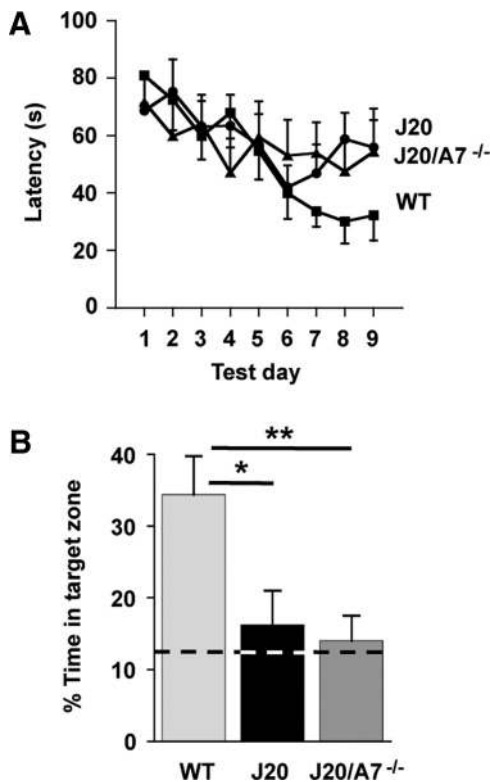 A
Latency (s)
100
80
60
40
20
0
J20
J20/A7 -/-
WT
1 2 3 4 5 6 7 8 9
Test day
B
% Time in target zone
40
30
20
10
0
**
*
WT J20 J20/A7 -/-